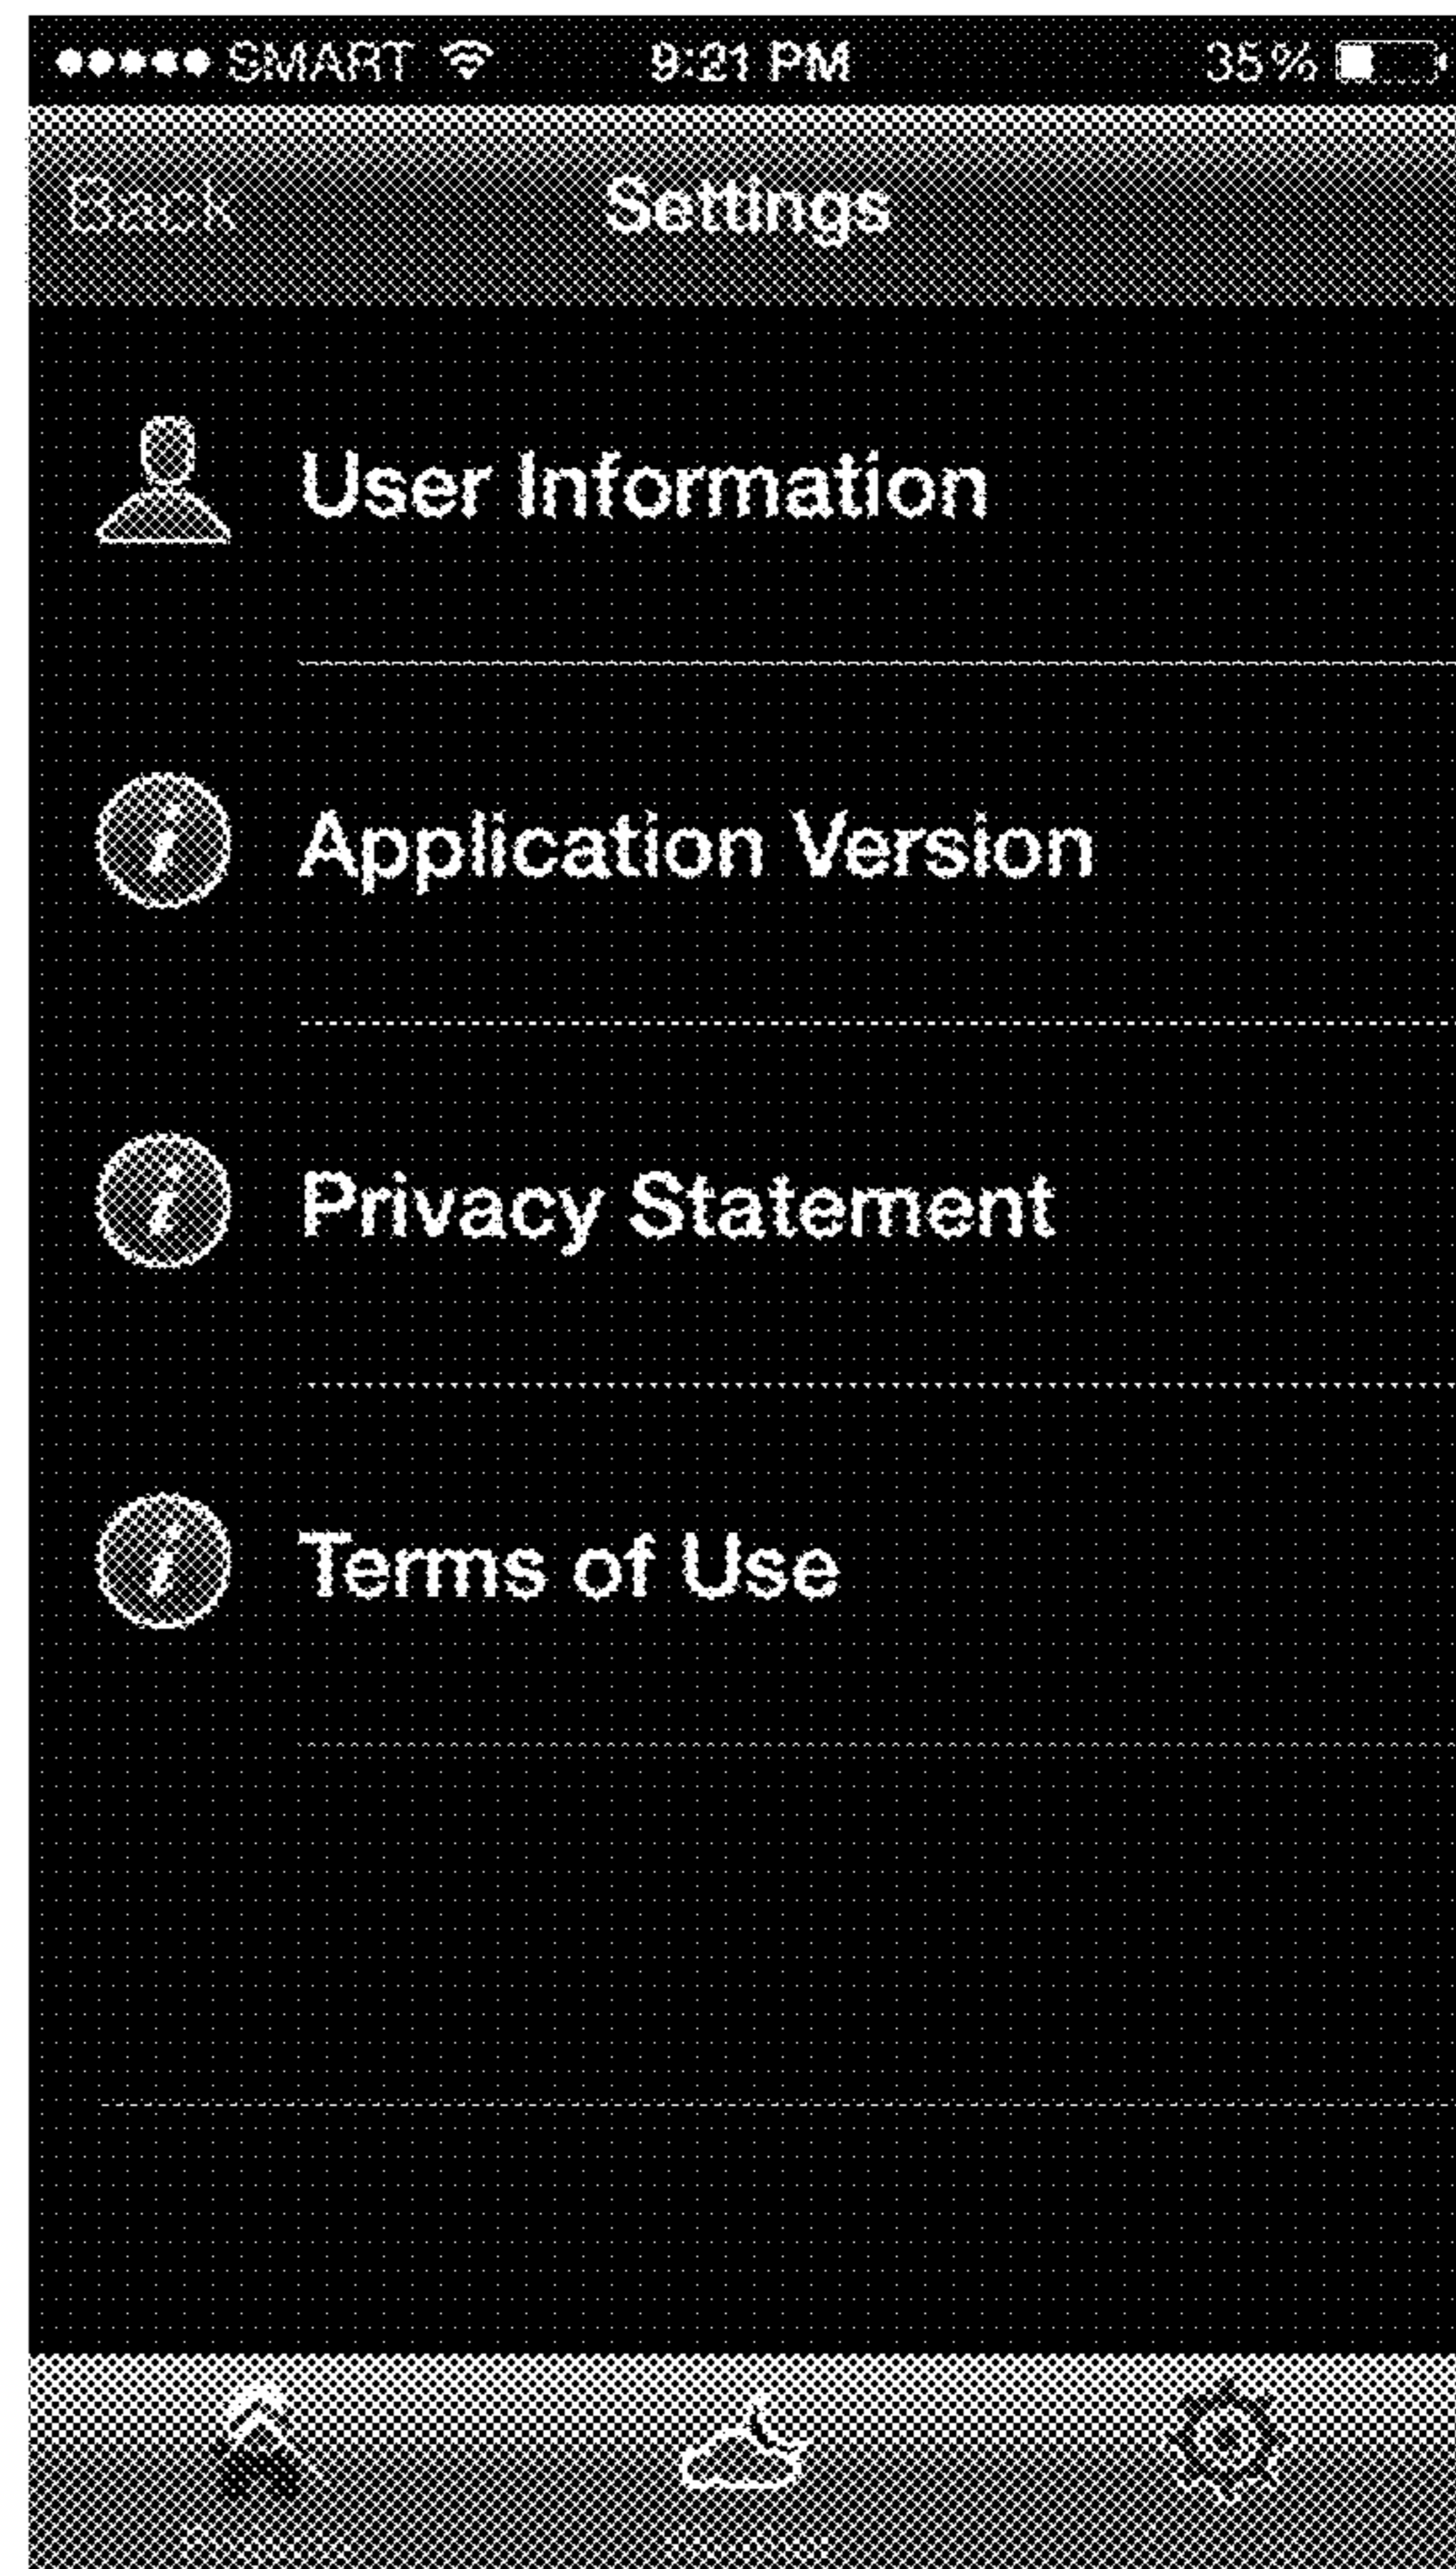 SMART 9:21 PM 35%
Back Settings
User Information
Application Version
Privacy Statement
Terms of Use